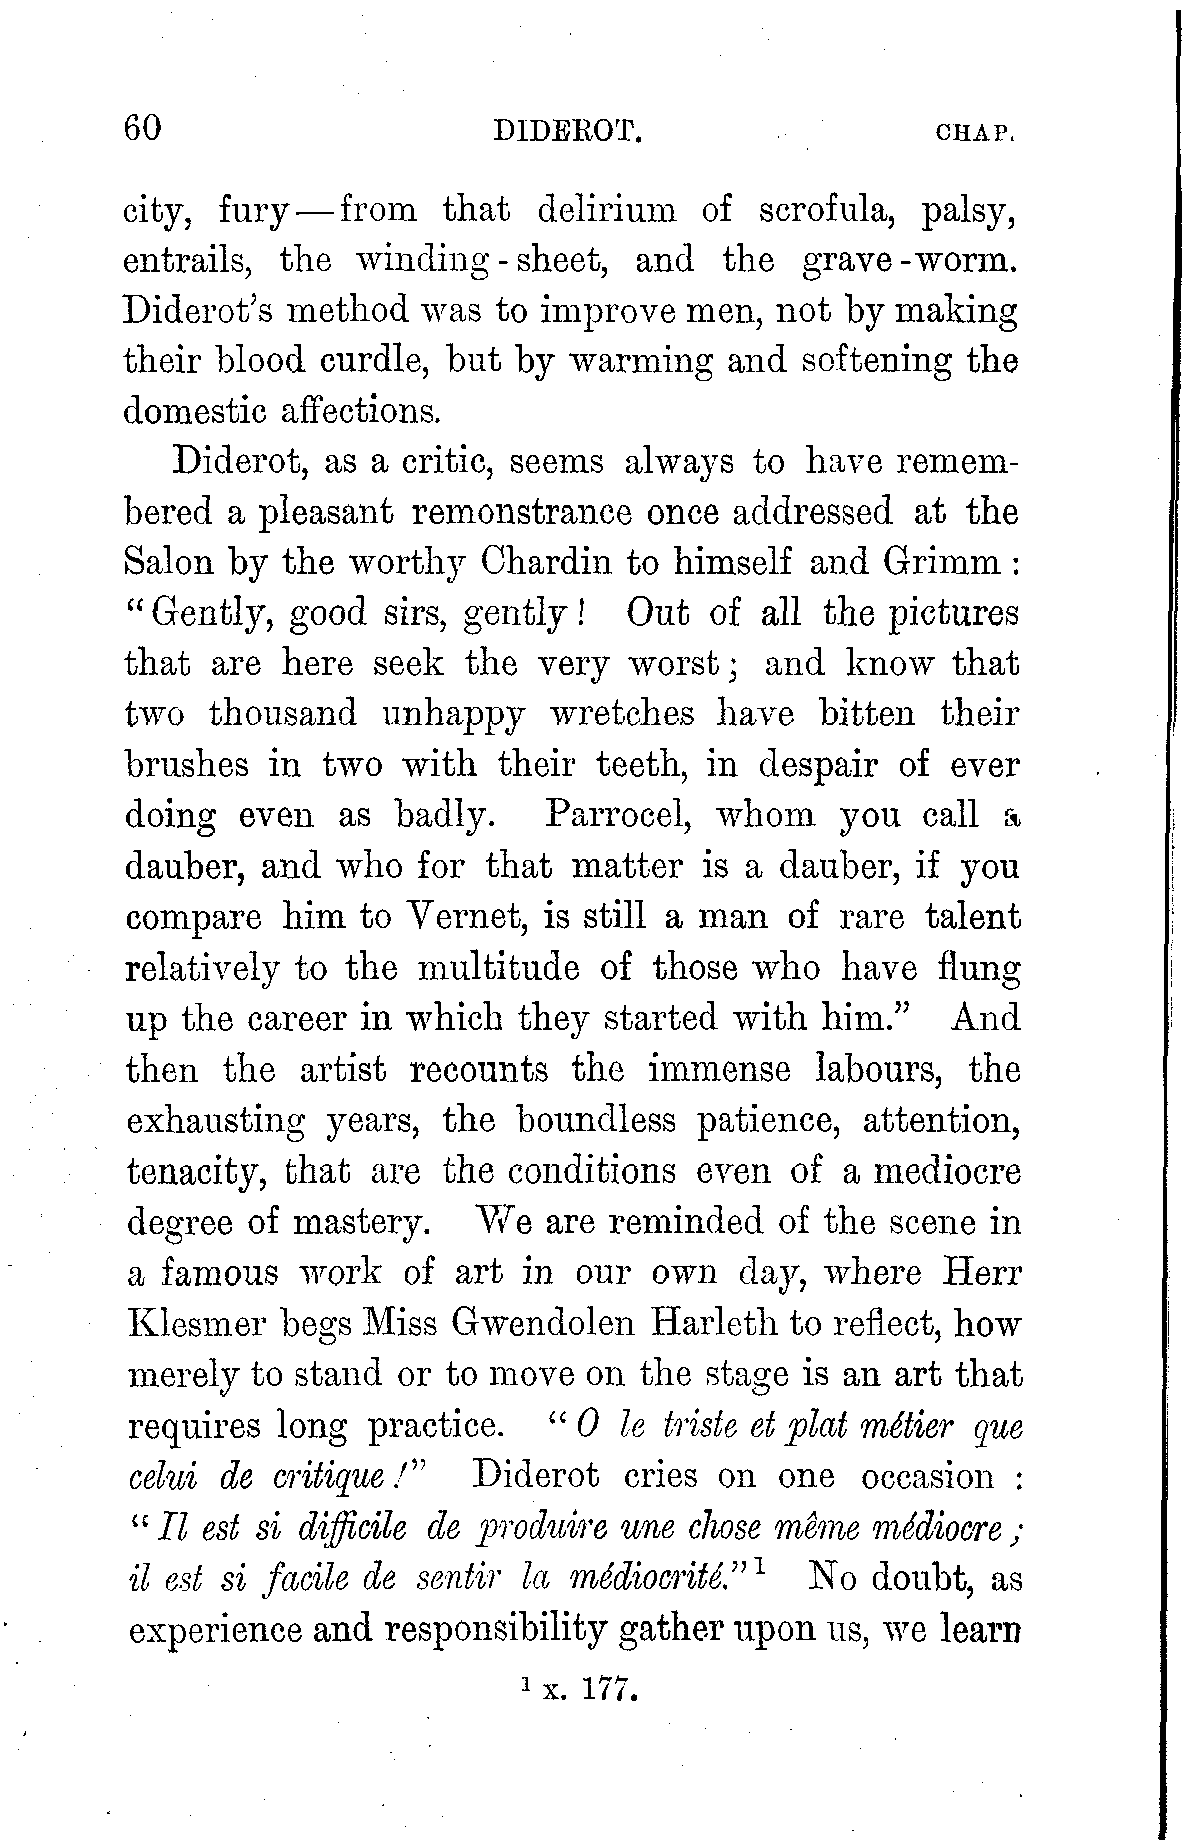 60 DIDEROT. CHAP.
city, fury—from that delirium of scrofula, palsy,
entrails, the winding-sheet, and the grave-worm.
Diderot's method was to improve men, not by making
their blood curdle, but by warming and softening the
domestic affections.
Diderot, as a critic, seems always to have remem-
bered a pleasant remonstrance once addressed at the
Salon by the worthy Chardin to himself and Grimm :
"Gently, good sirs, gently! Out of all the pictures
that are here seek the very worst; and know that
two thousand unhappy wretches have bitten their
brushes in two with their teeth, in despair of ever
doing even as badly. Parrocel, whom you call a
dauber, and who for that matter is a dauber, if you
compare him to Vernet, is still a man of rare talent
relatively to the multitude of those who have flung
up the career in which they started with him." And
then the artist recounts the immense labours, the
exhausting years, the boundless patience, attention,
tenacity, that are the conditions even of a mediocre
degree of mastery. We are reminded of the scene in
a famous work of art in our own day, where Herr
Klesmer begs Miss Gwendolen Harleth to reflect, how
merely to stand or to move on the stage is an art that
requires long practice. "O le triste et plat métier que
celui de critique!" Diderot cries on one occasion :
"Il est si difficile de produire une chose même médiocre ;
il est si facile de sentir la médiocrité."¹ No doubt, as
experience and responsibility gather upon us, we learn
¹ x. 177.